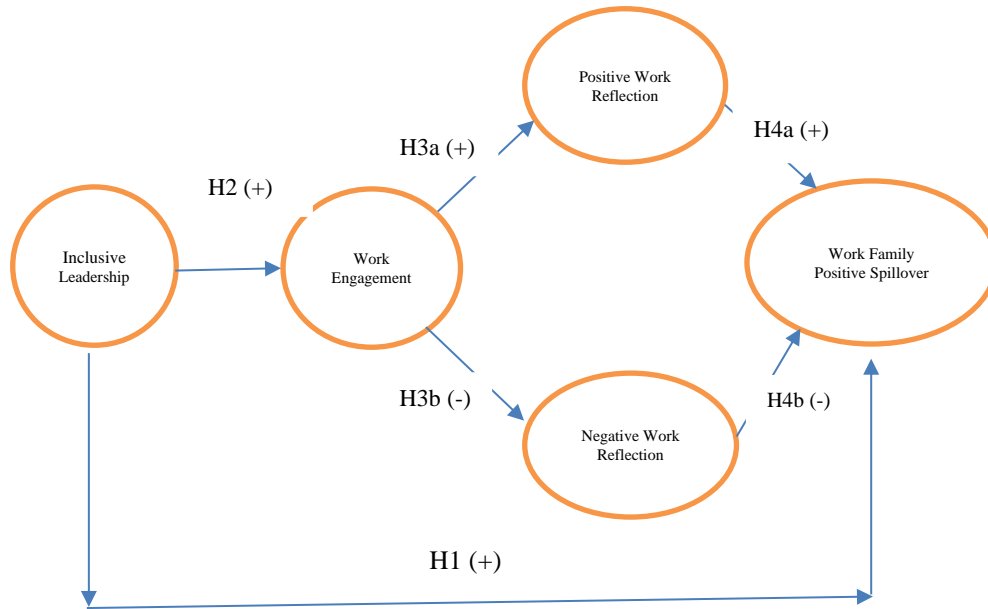 Positive Work
Reflection
H4a (+)
H3a (+)
H2 (+)
Inclusive
Leadership
Work
Engagement
Work Family
Positive Spillover
H3b (-)
H4b (-)
Negative Work
Reflection
H1 (+)